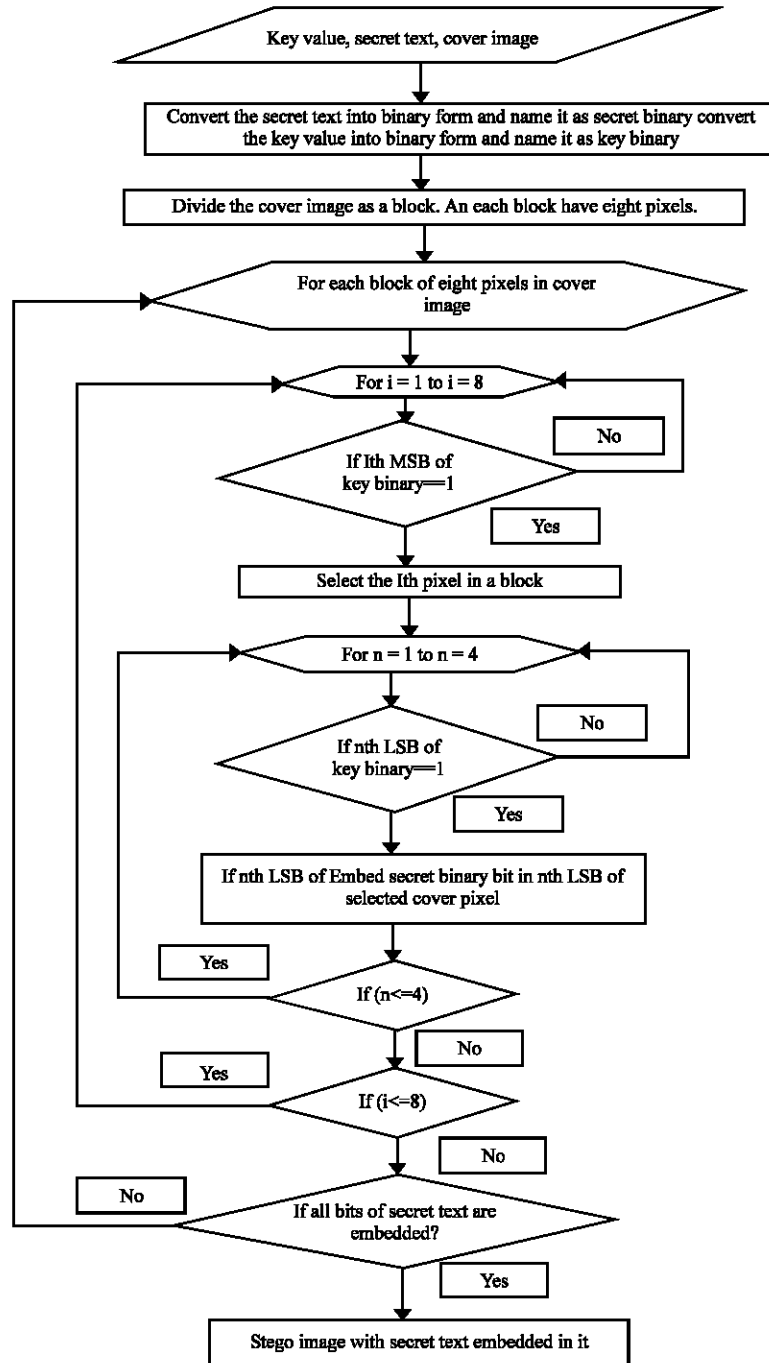 Key value, secret text, cover image
Convert the secret text into binary form and name it as secret binary convert
the key value into binary form and name it as key binary
Divide the cover image as a block. An each block have eight pixels.
For each block of eight pixels in cover
image
For i = 1 to i = 8
No
If Ith MSB of
key binary==1
Yes
Select the Ith pixel in a block
For n = 1 to n = 4
No
If nth LSB of
key binary==1
Yes
If nth LSB of Embed secret binary bit in nth LSB of
selected cover pixel
Yes
If (n<=4)
No
Yes
If (i<=8)
No
No
If all bits of secret text are
embedded?
Yes
Stego image with secret text embedded in it